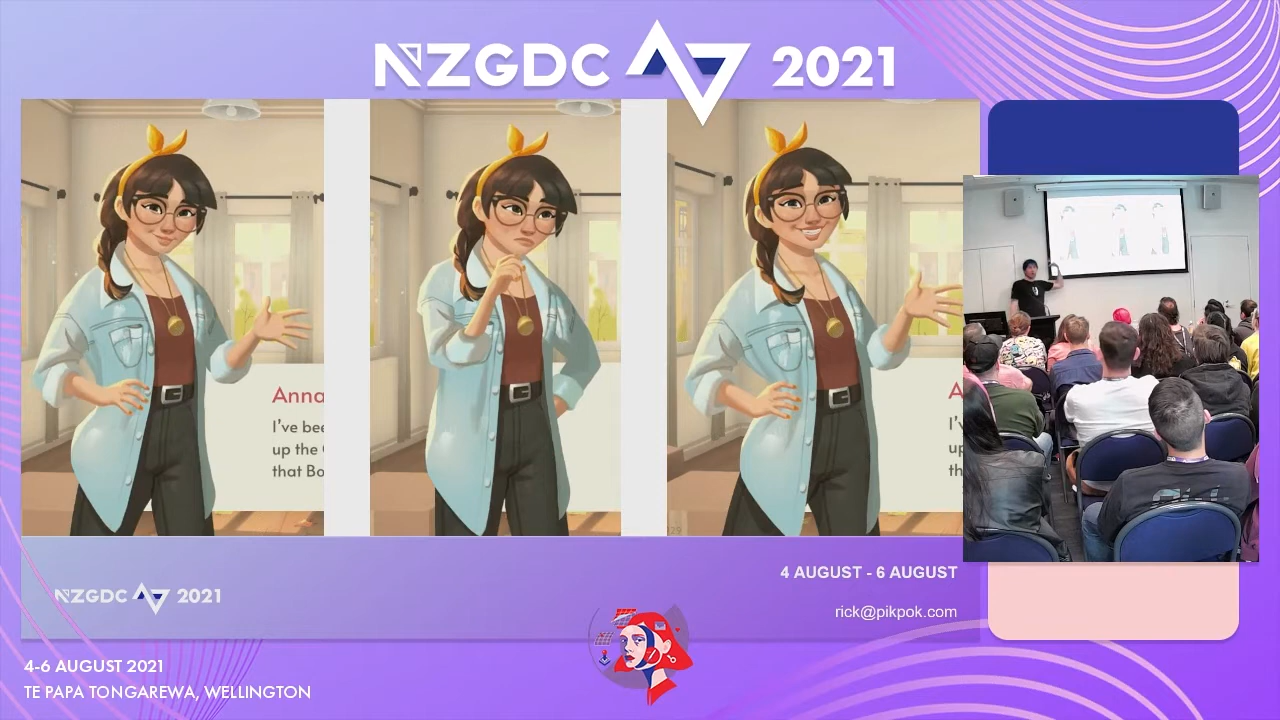 NZGDC 2021
Anna
I've bee
up the
that Bo
A
I'v
up
th
129
NZGDC 2021
4 AUGUST - 6 AUGUST
rick@pikpok.com
4-6 AUGUST 2021
TE PAPA TONGAREWA, WELLINGTON